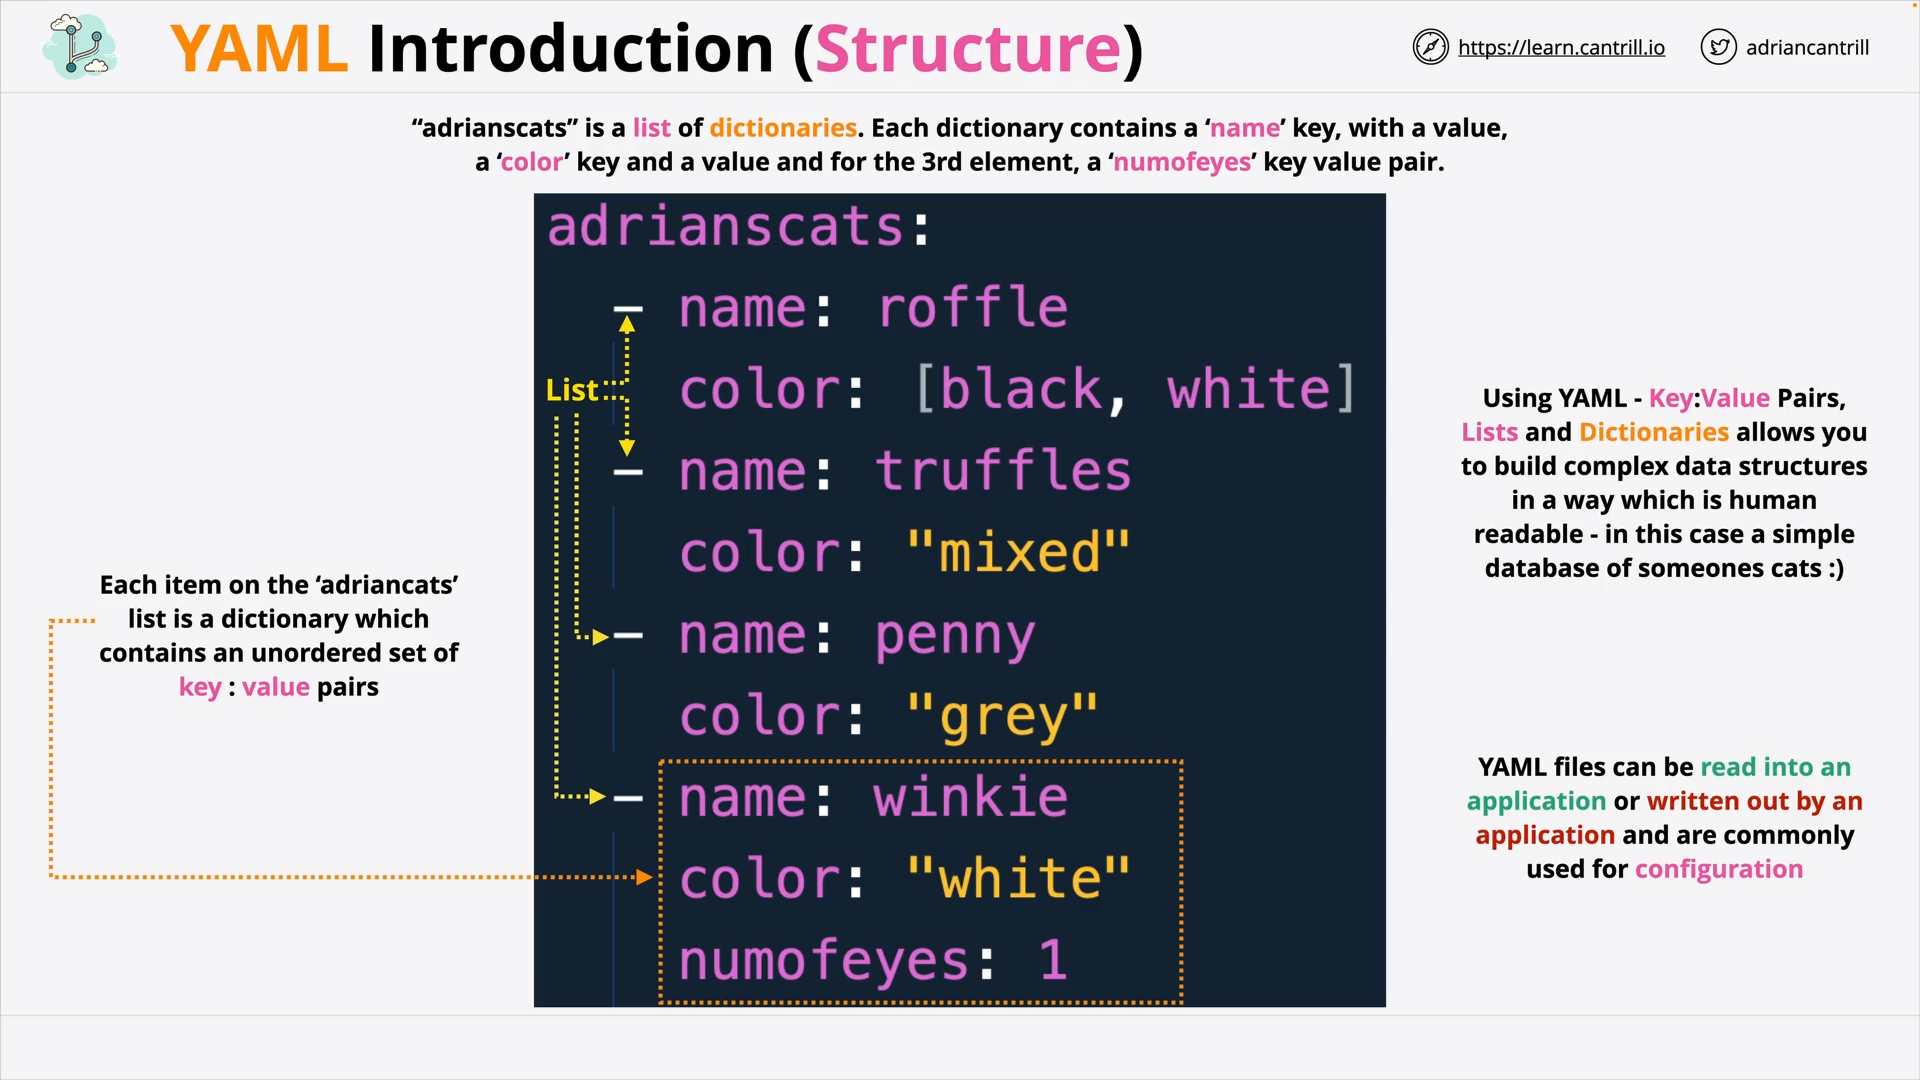 YAML Introduction (Structure)
https://learn.cantrill.io
adriancantrill
“adrianscats” is a list of dictionaries. Each dictionary contains a ‘name’ key, with a value,
a ‘color’ key and a value and for the 3rd element, a ‘numofeyes’ key value pair.
adrianscats:
- name: roffle
color: [black, white]
- name: truffles
color: "mixed"
- name: penny
color: "grey"
- name: winkie
color: "white"
numofeyes: 1
List
Each item on the ‘adriancats’
list is a dictionary which
contains an unordered set of
key : value pairs
Using YAML - Key:Value Pairs,
Lists and Dictionaries allows you
to build complex data structures
in a way which is human
readable - in this case a simple
database of someones cats :)
YAML files can be read into an
application or written out by an
application and are commonly
used for configuration